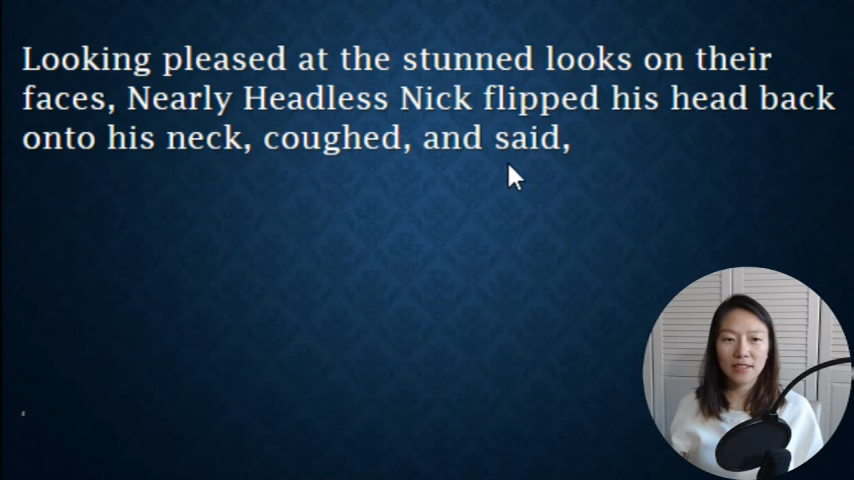 Looking pleased at the stunned looks on their
faces, Nearly Headless Nick flipped his head back
onto his neck, coughed, and said,